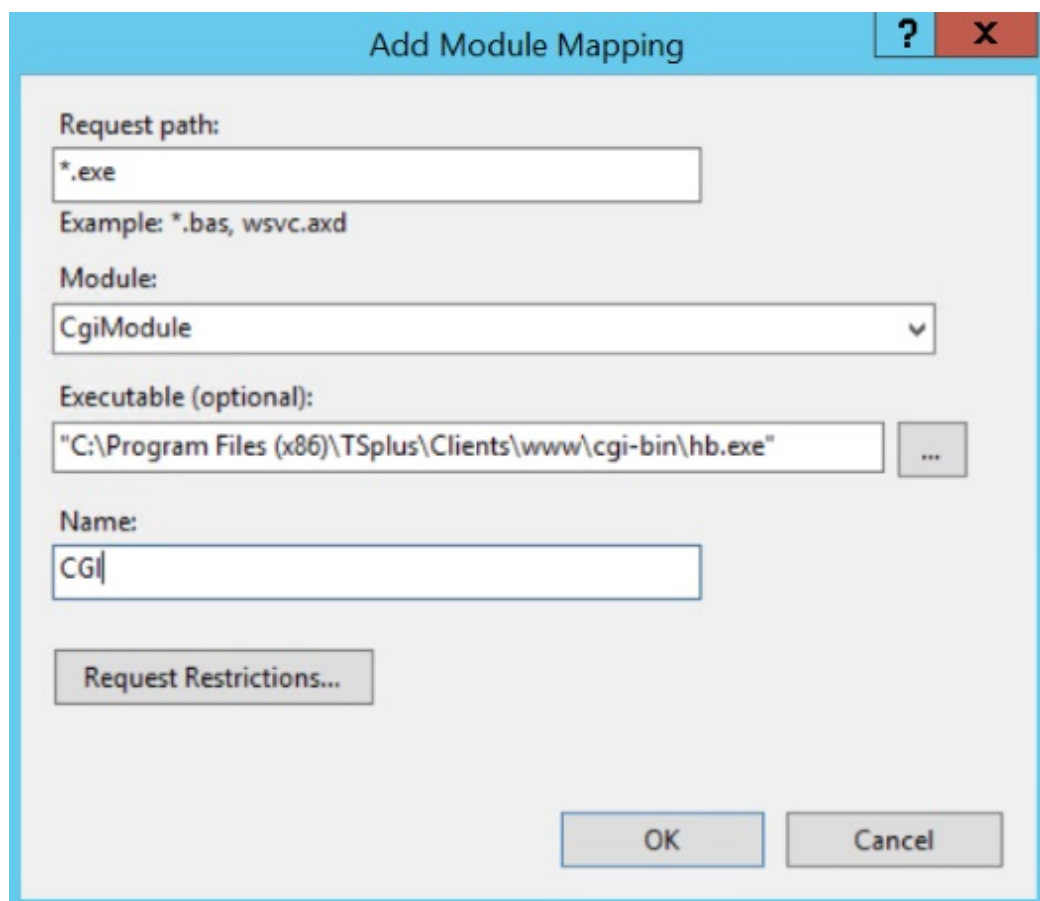 Add Module Mapping
?
X
Request path:
*.exe
Example: *.bas, wsvc.axd
Module:
CgiModule
Executable (optional):
"C:\Program Files (x86)\TSplus\Clients\www\cgi-bin\hb.exe"
...
Name:
CGI
Request Restrictions...
OK
Cancel